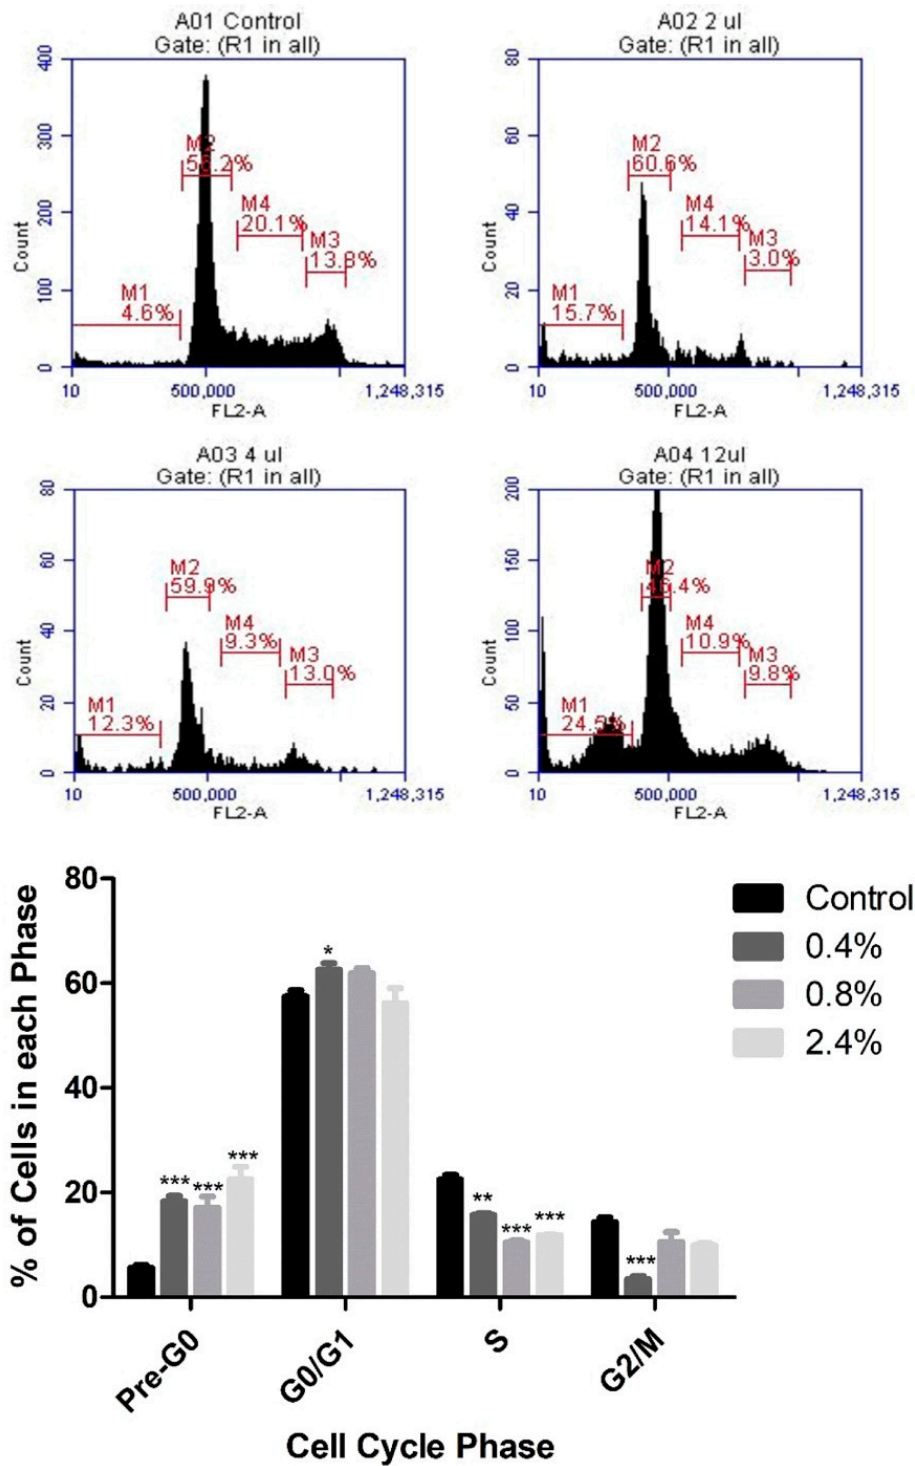 A01 Control
Gate: (R1 in all)
400
300
200
100
0
Count
M2
56.2%
M4
20.1%
M3
13.8%
M1
4.6%
10
500,000
1,248,315
FL2-A
A02 2 ul
Gate: (R1 in all)
80
60
40
20
0
Count
M2
60.6%
M4
14.1%
M3
3.0%
M1
15.7%
10
500,000
1,248,315
FL2-A
A03 4 ul
Gate: (R1 in all)
80
60
40
20
0
Count
M2
59.9%
M4
9.3%
M3
13.0%
M1
12.3%
10
500,000
1,248,315
FL2-A
A04 12ul
Gate: (R1 in all)
200
150
100
50
0
Count
M2
46.4%
M4
10.9%
M3
9.8%
M1
24.5%
10
500,000
1,248,315
FL2-A
% of Cells in each Phase
80
60
40
20
0
***
***
***
*
**
***
***
***
Control
0.4%
0.8%
2.4%
Pre-G0
G0/G1
S
G2/M
Cell Cycle Phase